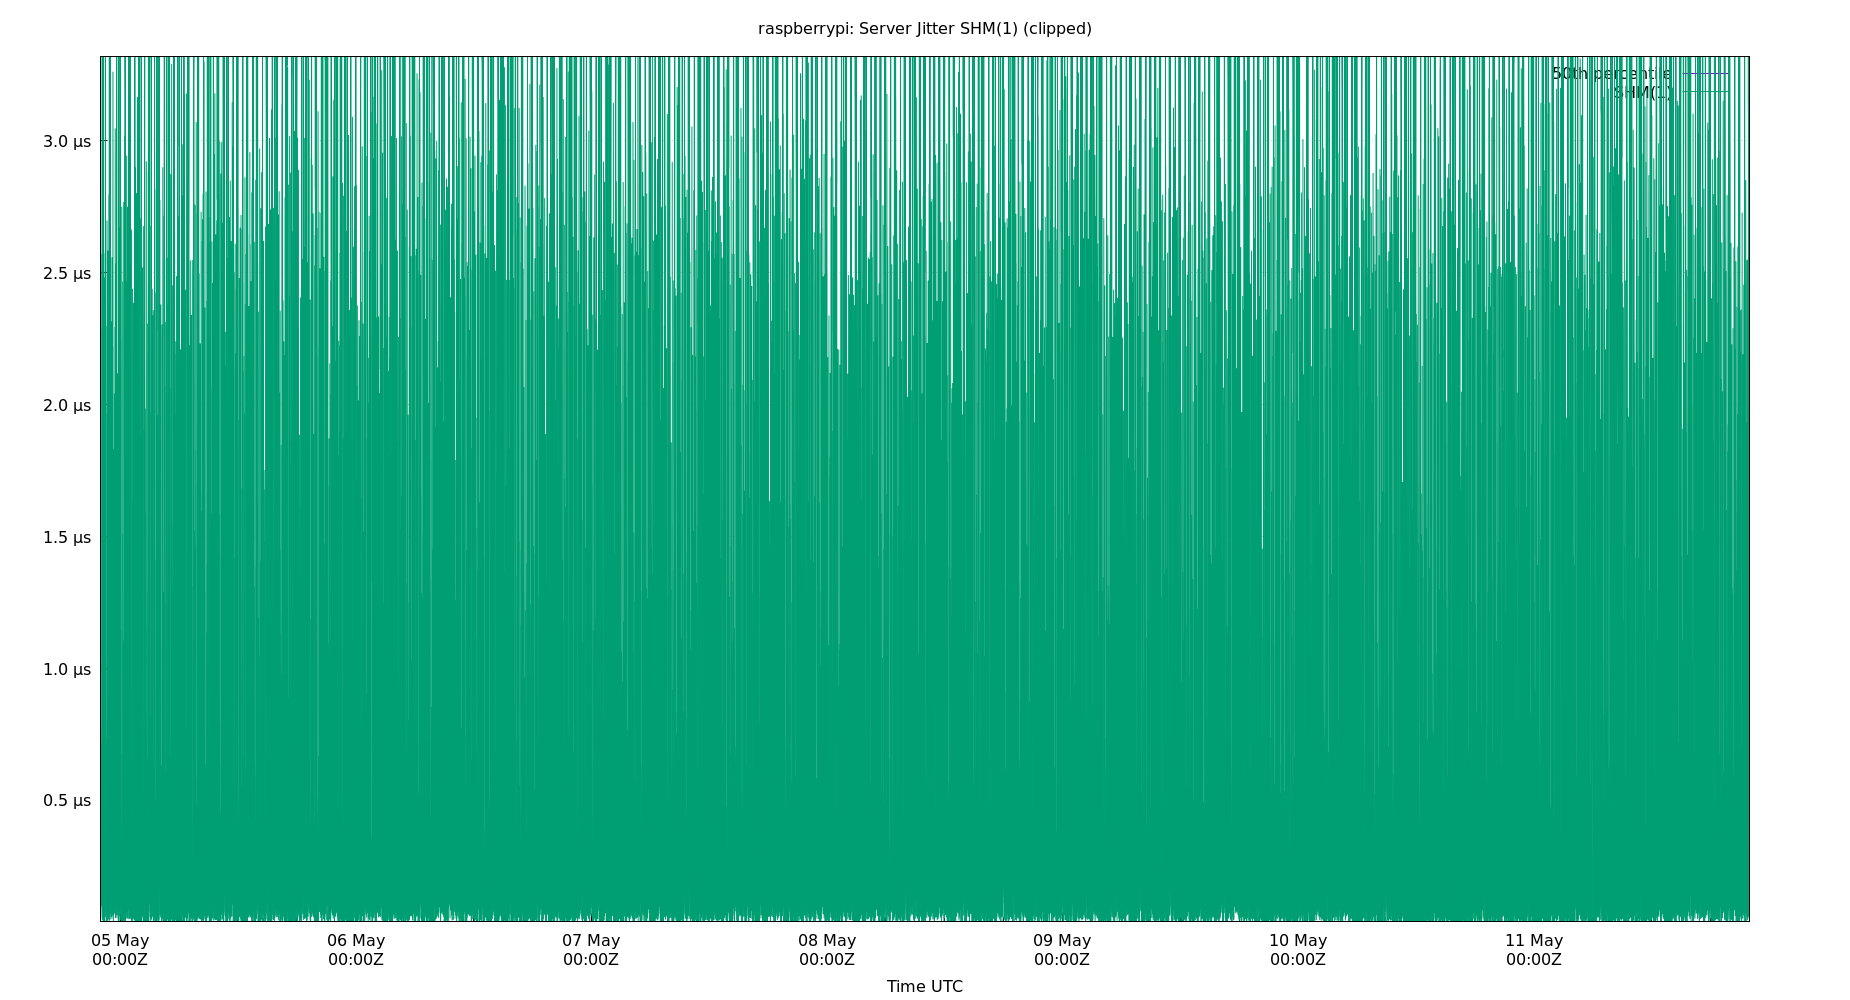 raspberrypi: Server Jitter SHM(1) (clipped)
50th percentile
SHM(1)
3.0 µs
2.5 µs
2.0 µs
1.5 µs
1.0 µs
0.5 µs
05 May 06 May 07 May 08 May 09 May 10 May 11 May
00:00Z 00:00Z 00:00Z 00:00Z 00:00Z 00:00Z 00:00Z
Time UTC